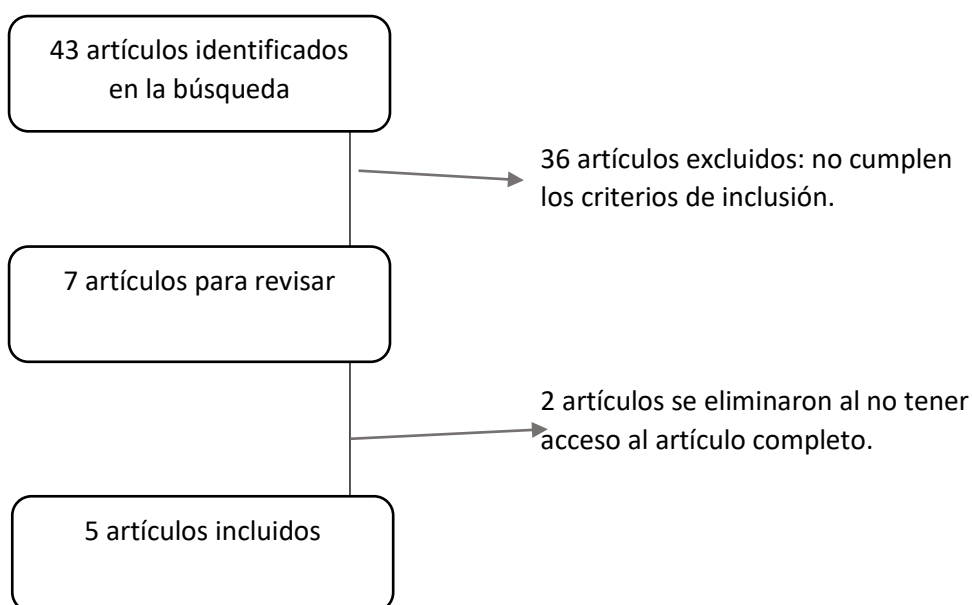 43 artículos identificados
en la búsqueda
36 artículos excluidos: no cumplen
los criterios de inclusión.
7 artículos para revisar
2 artículos se eliminaron al no tener
acceso al artículo completo.
5 artículos incluidos